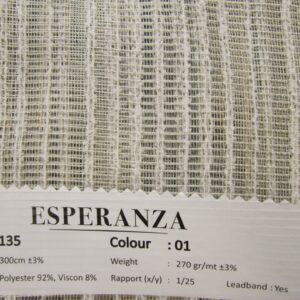 ESPERANZA
135 Colour : 01
300cm ±3% Weight : 270 gr/mt ±3%
Polyester 92%, Viscon 8% Rapport (x/y) : 1/25 Leadband : Yes